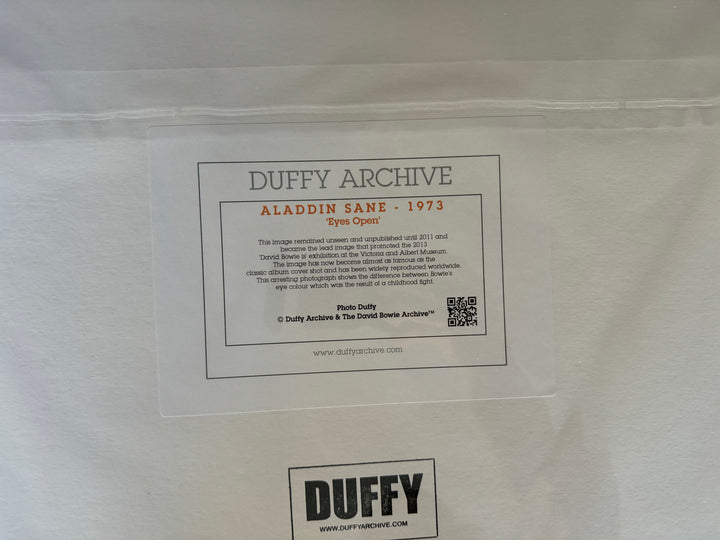 DUFFY ARCHIVE
ALADDIN SANE - 1973
'Eyes Open'
This image remained unseen and unpublished until 2011 and
became the lead image that promoted the 2013
'David Bowie is' exhibition at the Victoria and Albert Museum.
The image has now become almost as famous as the
classic album cover shot and has been widely reproduced worldwide.
This arresting photograph shows the difference between Bowie's
eye colour which was the result of a childhood fight.
Photo Duffy
© Duffy Archive & The David Bowie Archive™
www.duffyarchive.com
DUFFY
WWW.DUFFYARCHIVE.COM